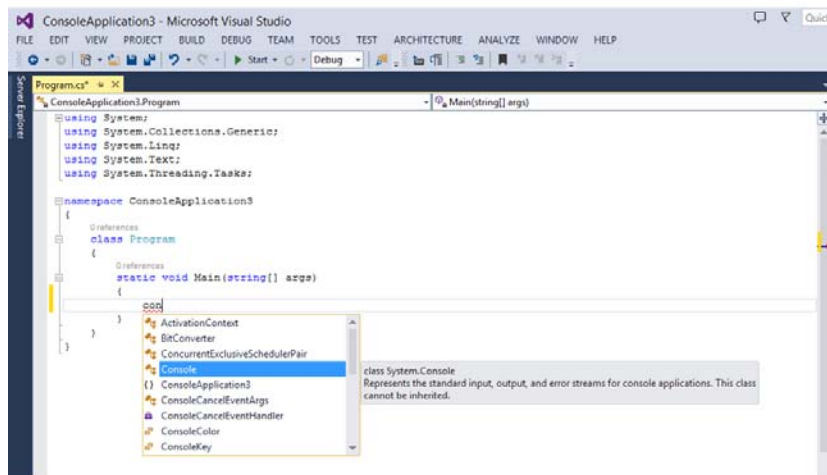 ConsoleApplication3 - Microsoft Visual Studio
FILE EDIT VIEW PROJECT BUILD DEBUG TEAM TOOLS TEST ARCHITECTURE ANALYZE WINDOW HELP
Start Debug
Server Explorer
Program.cs*
ConsoleApplication3.Program Main(string[] args)
using System;
using System.Collections.Generic;
using System.Linq;
using System.Text;
using System.Threading.Tasks;
namespace ConsoleApplication3
{
0 references
class Program
{
0 references
static void Main(string[] args)
{
con
}
}
}
ActivationContext
BitConverter
ConcurrentExclusiveSchedulerPair
Console
{} ConsoleApplication3
ConsoleCancelEventArgs
ConsoleCancelEventHandler
ConsoleColor
ConsoleKey
class System.Console
Represents the standard input, output, and error streams for console applications. This class
cannot be inherited.